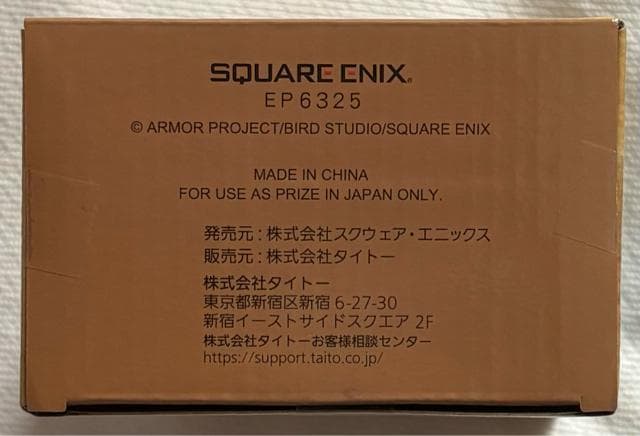 SQUARE ENIX®
EP6325
© ARMOR PROJECT/BIRD STUDIO/SQUARE ENIX
MADE IN CHINA
FOR USE AS PRIZE IN JAPAN ONLY.
発売元：株式会社スクウェア・エニックス
販売元：株式会社タイトー
株式会社タイトー
東京都新宿区新宿 6-27-30
新宿イーストサイドスクエア 2F
株式会社タイトーお客様相談センター
https://support.taito.co.jp/